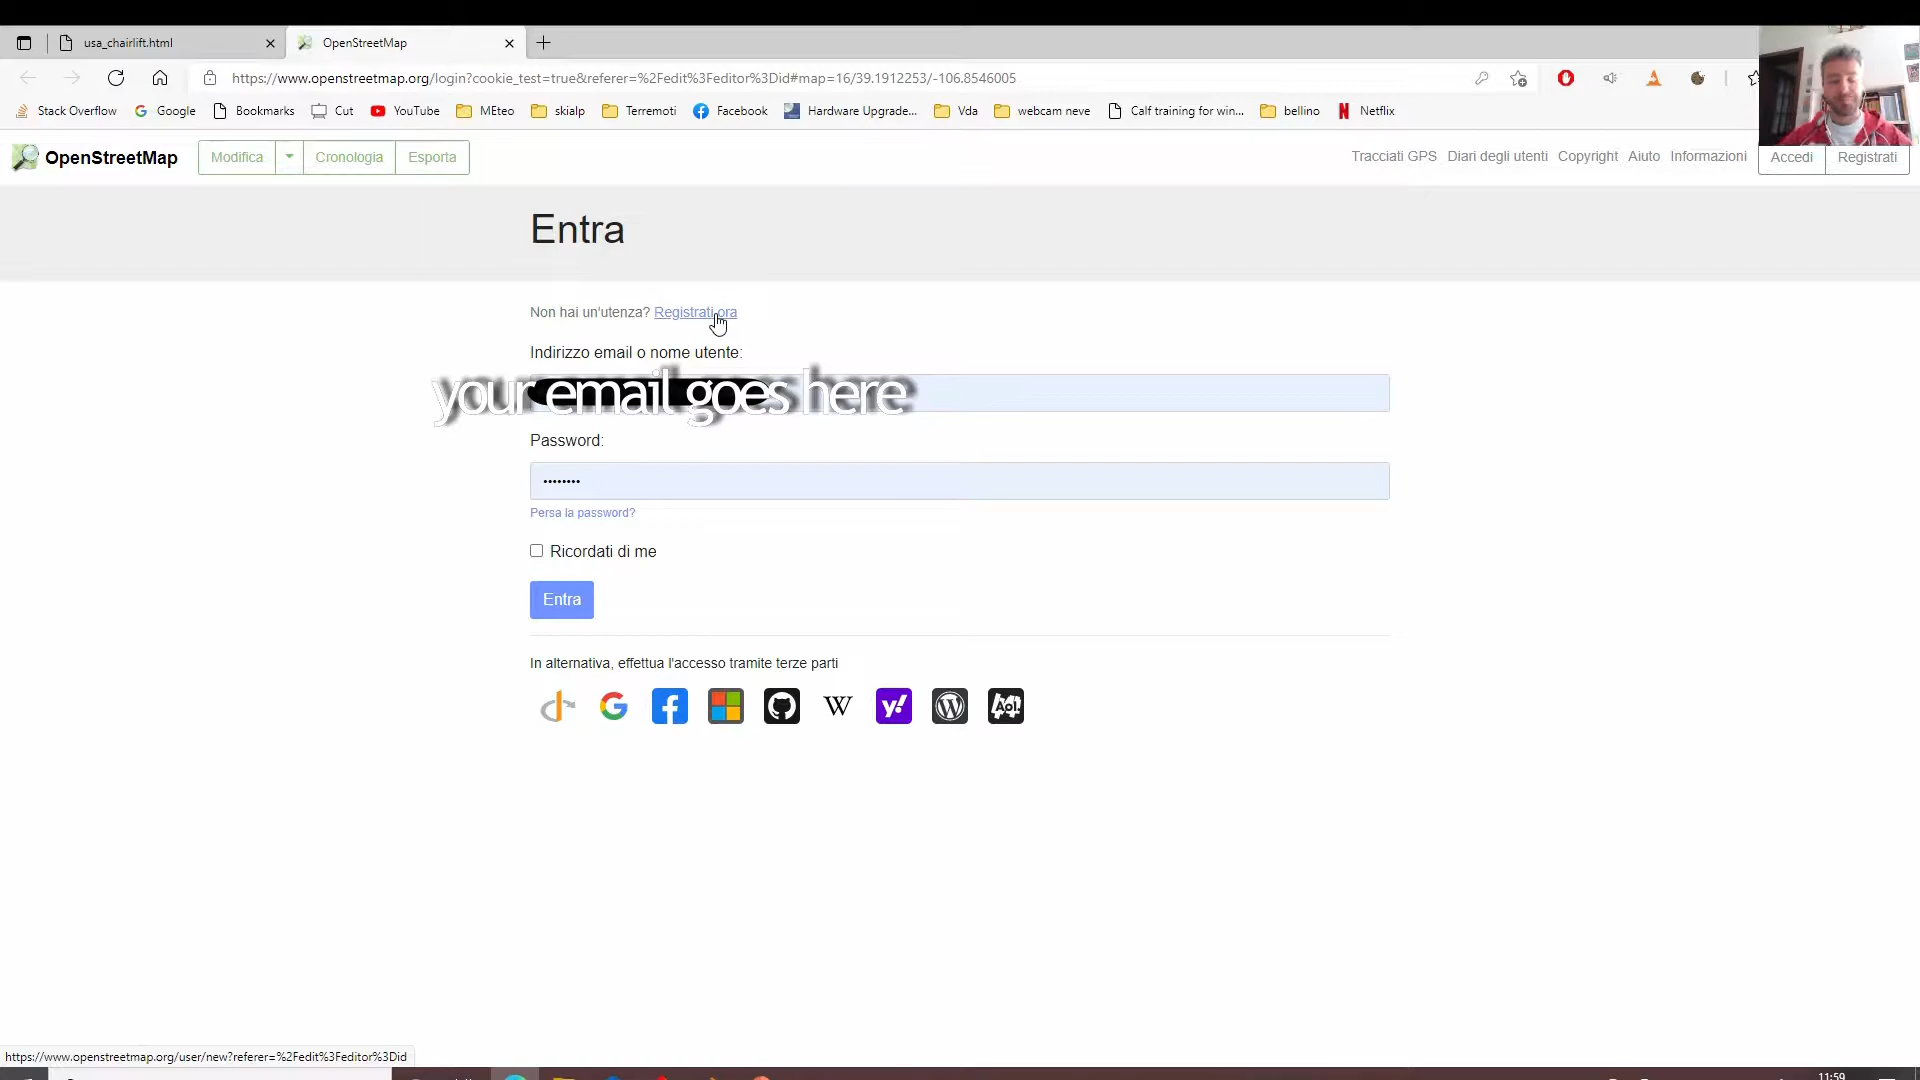 usa_chairlift.html
OpenStreetMap
https://www.openstreetmap.org/login?cookie_test=true&referer=%2Fedit%3Feditor%3Did#map=16/39.1912253/-106.8546005
Stack Overflow Google Bookmarks Cut YouTube MEteo skialp Terremoti Facebook Hardware Upgrade... Vda webcam neve Calf training for win... bellino Netflix
OpenStreetMap Modifica Cronologia Esporta Tracciati GPS Diari degli utenti Copyright Aiuto Informazioni Accedi Registrati
Entra
Non hai un'utenza? Registrati ora
Indirizzo email o nome utente:
your email goes here
Password:
••••••••
Persa la password?
Ricordati di me
Entra
In alternativa, effettua l'accesso tramite terze parti
Aol.
https://www.openstreetmap.org/user/new?referer=%2Fedit%3Feditor%3Did
11:59